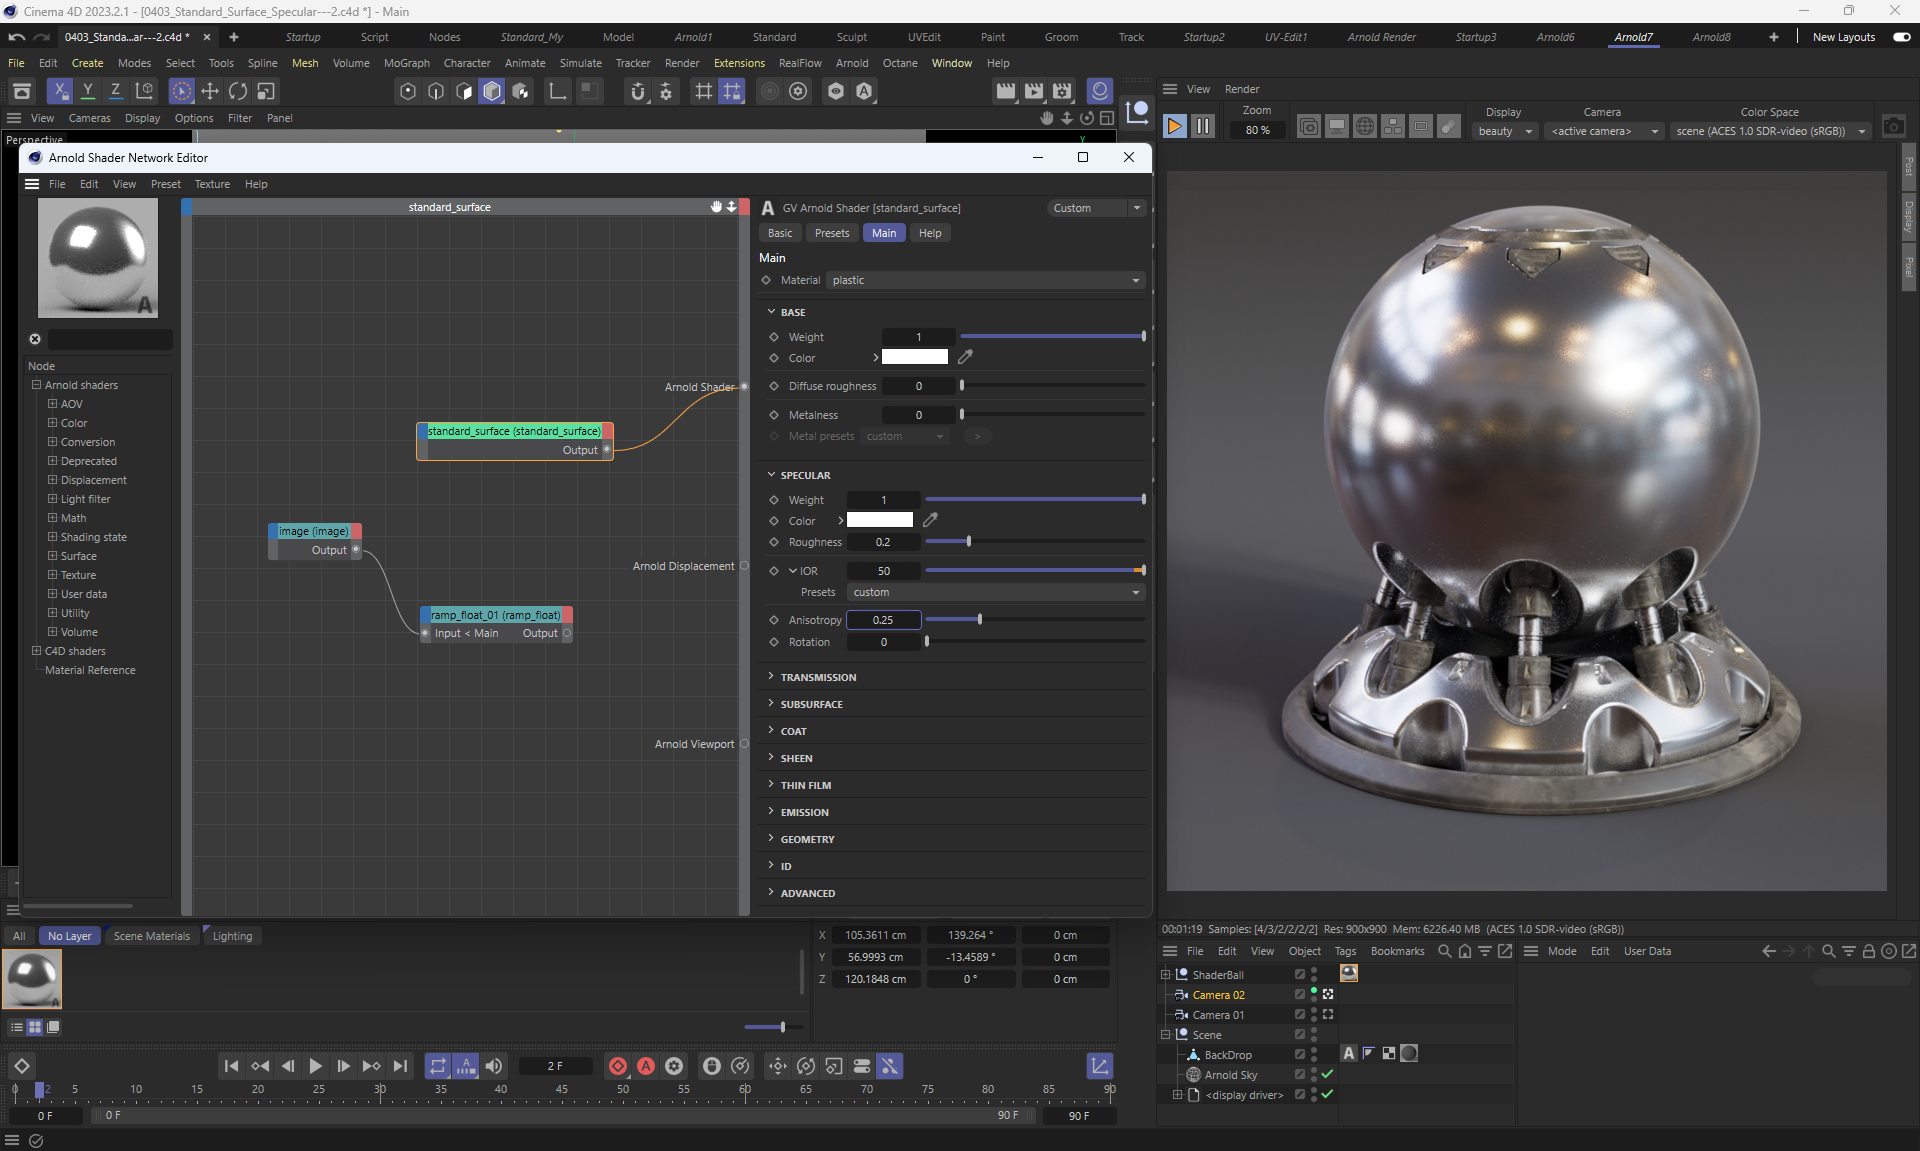 Cinema 4D 2023.2.1 - [0403_Standard_Surface_Specular---2.c4d *] - Main
0403_Standa...ar---2.c4d * × + Startup Script Nodes Standard_My Model Arnold1 Standard Sculpt UVEdit Paint Groom Track Startup2 UV-Edit1 Arnold Render Startup3 Arnold6 Arnold7 Arnold8 + New Layouts
File Edit Create Modes Select Tools Spline Mesh Volume MoGraph Character Animate Simulate Tracker Render Extensions RealFlow Arnold Octane Window Help
X Y Z
View Render
View Cameras Display Options Filter Panel
Zoom Display Camera Color Space
80 % beauty <active camera> scene (ACES 1.0 SDR-video (sRGB))
Perspective
Y
Post
Display
Pixel
Arnold Shader Network Editor
File Edit View Preset Texture Help
standard_surface
A GV Arnold Shader [standard_surface] Custom
Basic Presets Main Help
Main
Material plastic
BASE
Weight 1
Color
Diffuse roughness 0
Metalness 0
Metal presets custom >
SPECULAR
Weight 1
Color
Roughness 0.2
IOR 50
Presets custom
Anisotropy 0.25
Rotation 0
TRANSMISSION
SUBSURFACE
COAT
SHEEN
THIN FILM
EMISSION
GEOMETRY
ID
ADVANCED
A
Node
Arnold shaders
AOV
Color
Conversion
Deprecated
Displacement
Light filter
Math
Shading state
Surface
Texture
User data
Utility
Volume
C4D shaders
Material Reference
Arnold Shader
standard_surface (standard_surface)
Output
image (image)
Output
Arnold Displacement
ramp_float_01 (ramp_float)
Input < Main Output
Arnold Viewport
All No Layer Scene Materials Lighting
X 105.3611 cm 139.264 ° 0 cm
Y 56.9993 cm -13.4589 ° 0 cm
Z 120.1848 cm 0 ° 0 cm
00:01:19 Samples: [4/3/2/2/2/2] Res: 900x900 Mem: 6226.40 MB (ACES 1.0 SDR-video (sRGB))
File Edit View Object Tags Bookmarks
Mode Edit User Data
ShaderBall
Camera 02
Camera 01
Scene
BackDrop A
Arnold Sky
<display driver>
2 F
0 2 5 10 15 20 25 30 35 40 45 50 55 60 65 70 75 80 85 90
0 F 0 F 90 F 90 F